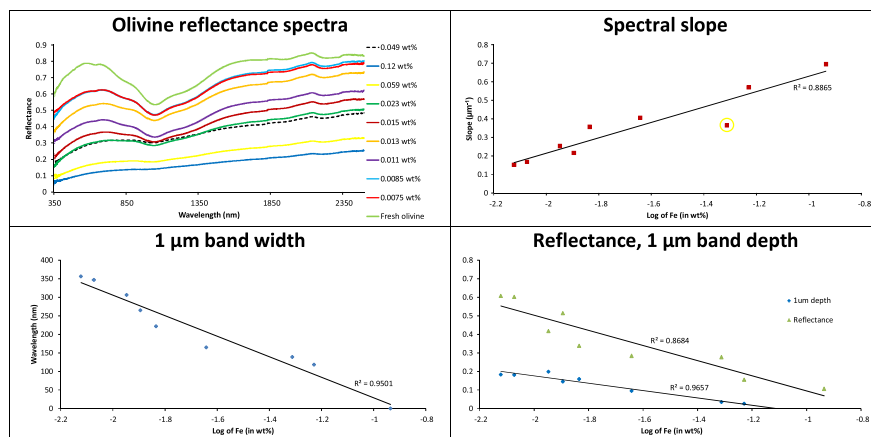 Olivine reflectance spectra
0.9
0.8
0.7
0.6
0.5
0.4
0.3
0.2
0.1
0
Reflectance
350
850
1350
1850
2350
Wavelength (nm)
0.049 wt%
0.12 wt%
0.059 wt%
0.023 wt%
0.015 wt%
0.013 wt%
0.011 wt%
0.0085 wt%
0.0075 wt%
Fresh olivine
Spectral slope
0.8
0.7
0.6
0.5
0.4
0.3
0.2
0.1
0
Slope (μm⁻¹)
R² = 0.8865
-2.2
-2
-1.8
-1.6
-1.4
-1.2
-1
-0.8
Log of Fe (in wt%)
1 μm band width
400
350
300
250
200
150
100
50
0
Wavelength (nm)
R² = 0.9501
-2.2
-2
-1.8
-1.6
-1.4
-1.2
-1
-0.8
Log of Fe (in wt%)
Reflectance, 1 μm band depth
0.8
0.7
0.6
0.5
0.4
0.3
0.2
0.1
0
1um depth
Reflectance
R² = 0.8684
R² = 0.9657
-2.2
-2
-1.8
-1.6
-1.4
-1.2
-1
-0.8
Log of Fe (in wt%)